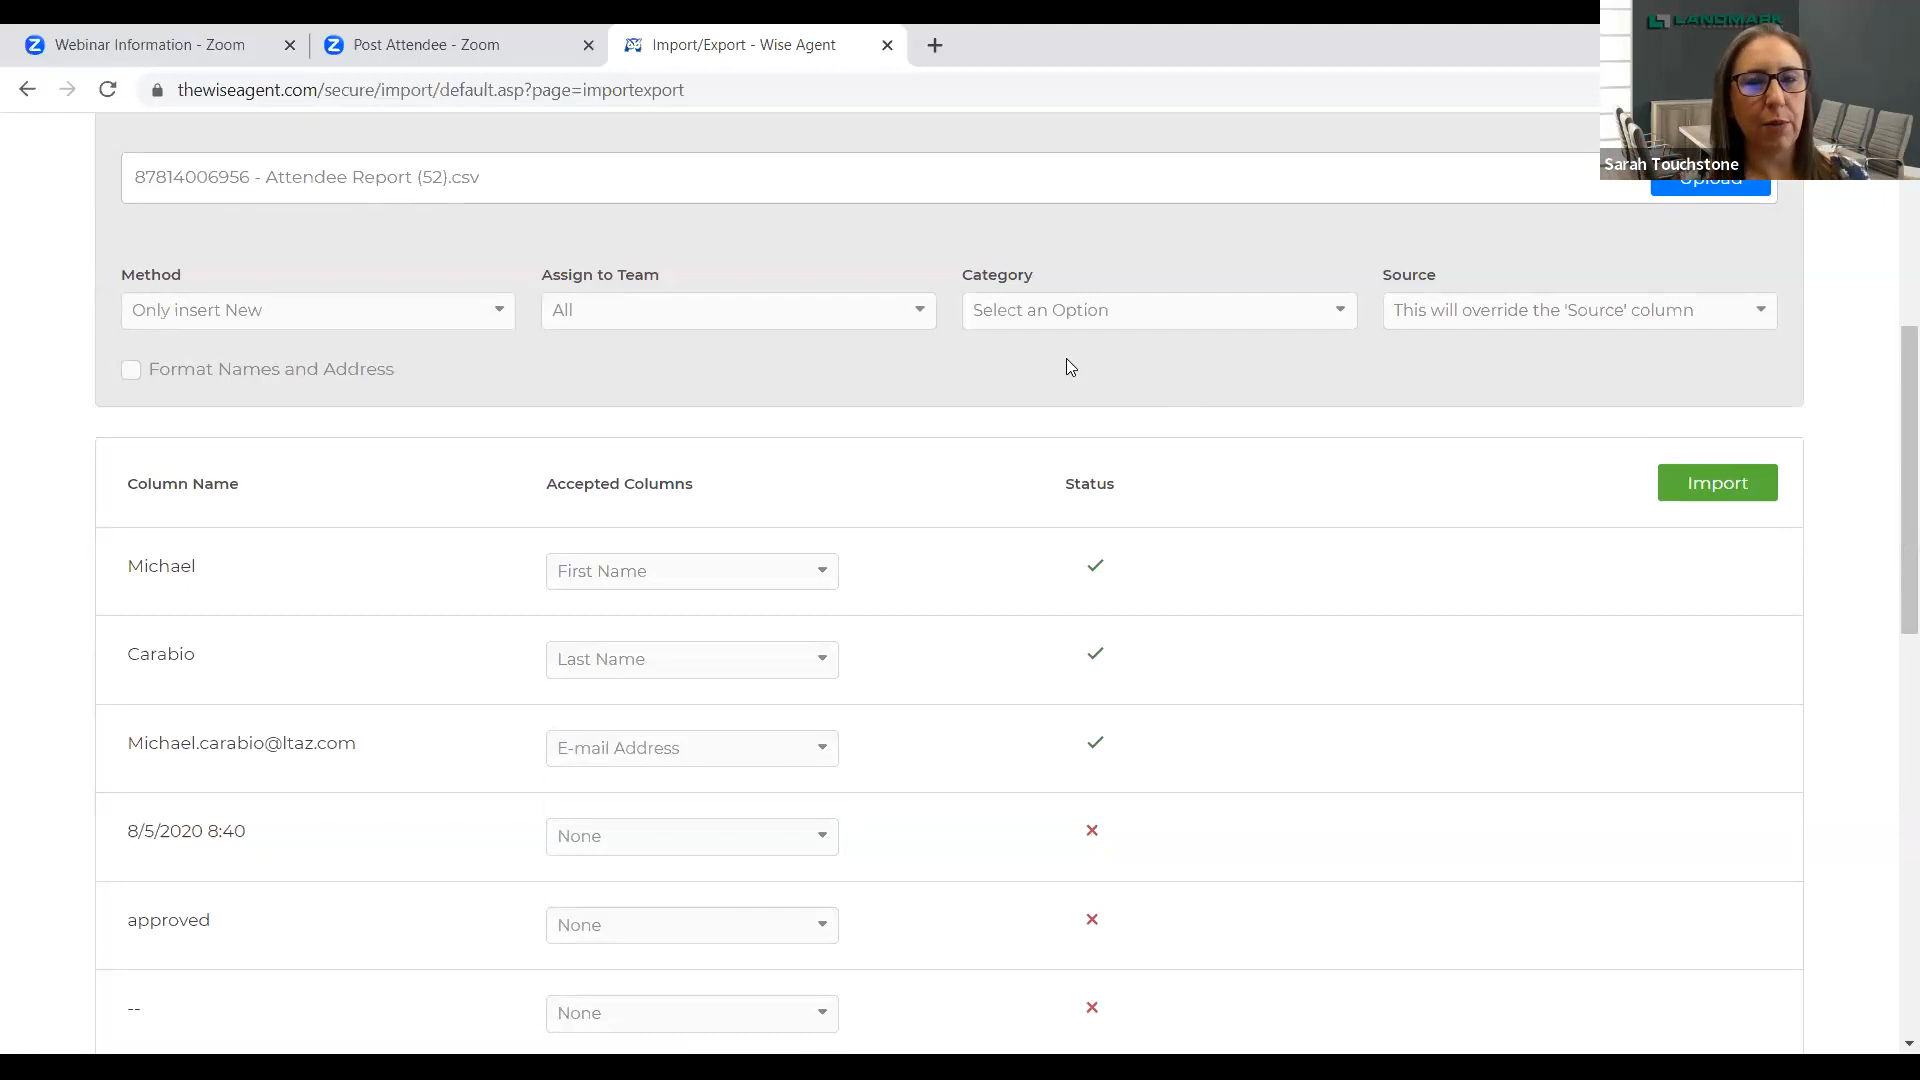 Webinar Information - Zoom
Post Attendee - Zoom
Import/Export - Wise Agent
LANDMARK
thewiseagent.com/secure/import/default.asp?page=importexport
Sarah Touchstone
87814006956 - Attendee Report (52).csv
Upload
Method
Assign to Team
Category
Source
Only insert New
All
Select an Option
This will override the 'Source' column
Format Names and Address
Column Name
Accepted Columns
Status
Import
Michael
First Name
Carabio
Last Name
Michael.carabio@ltaz.com
E-mail Address
8/5/2020 8:40
None
approved
None
--
None